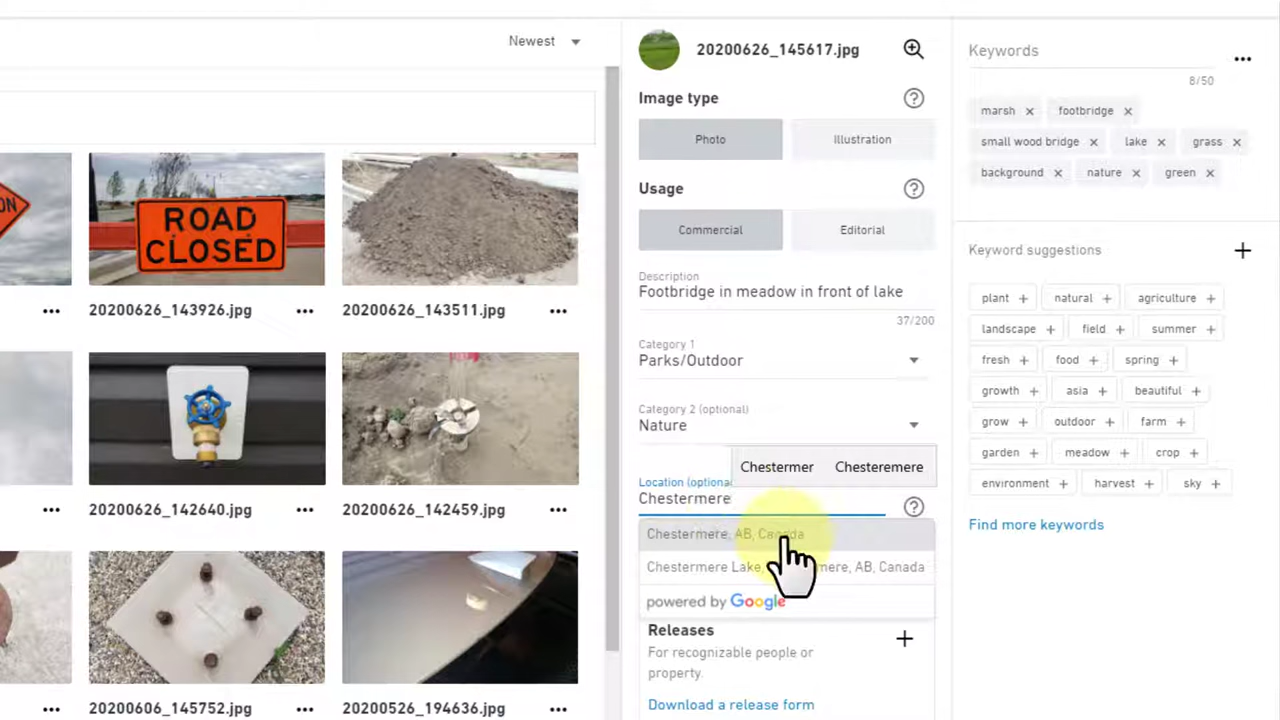 Newest
ON
ROAD
CLOSED
20200626_143926.jpg
20200626_143511.jpg
20200626_142640.jpg
20200626_142459.jpg
20200606_145752.jpg
20200526_194636.jpg
20200626_145617.jpg
Image type
Photo
Illustration
Usage
Commercial
Editorial
Description
Footbridge in meadow in front of lake
37/200
Category 1
Parks/Outdoor
Category 2 (optional)
Nature
Chestermer Chesteremere
Location (optiona
Chestermere
Chestermere, AB, Canada
Chestermere Lake, mere, AB, Canada
powered by Google
Releases
For recognizable people or
property.
Download a release form
Keywords
8/50
marsh × footbridge ×
small wood bridge × lake × grass ×
background × nature × green ×
Keyword suggestions
plant + natural + agriculture +
landscape + field + summer +
fresh + food + spring +
growth + asia + beautiful +
grow + outdoor + farm +
garden + meadow + crop +
environment + harvest + sky +
Find more keywords